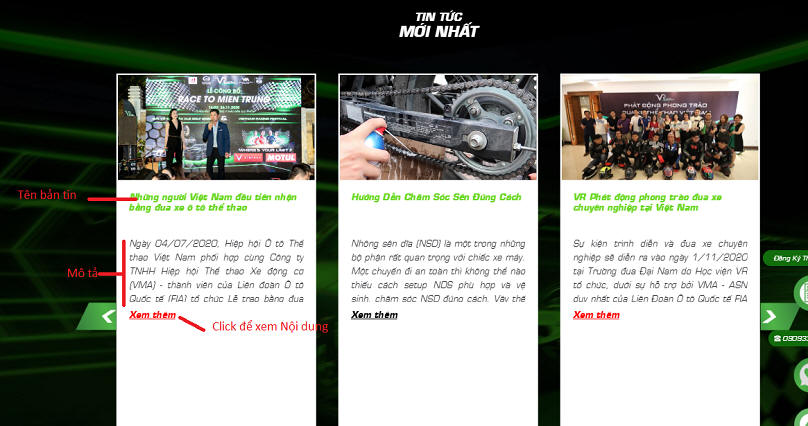 TIN TỨC
MỚI NHẤT
LỄ CÔNG BỐ
RACE TO MIEN TRUNG
MOTUL
PHÁT ĐỘNG PHONG TRÀO
Tên bản tin
Những người Việt Nam đầu tiên nhận
bằng đua xe ô tô thể thao
Mô tả
Ngày 04/07/2020, Hiệp hội Ô tô Thể
thao Việt Nam phối hợp cùng Công ty
TNHH Hiệp hội Thể thao Xe động cơ
(VMA) - thành viên của Liên đoàn Ô tô
Quốc tế (FIA) tổ chức Lễ trao bằng đua
Xem thêm
Click để xem Nội dung
Hướng Dẫn Chăm Sóc Sên Đúng Cách
Nhông sên dĩa (NSD) là một trong những
bộ phận rất quan trọng với chiếc xe máy.
Một chuyến đi an toàn thì không thể nào
thiếu cách setup NDS phù hợp và vệ
sinh, chăm sóc NSD đúng cách. Vậy thế
Xem thêm
VR Phát động phong trào đua xe
chuyên nghiệp tại Việt Nam
Sự kiện trình diễn và đua xe chuyên
nghiệp sẽ diễn ra vào ngày 1/11/2020
tại Trường đua Đại Nam do Học viện VR
tổ chức, dưới sự hỗ trợ bởi VMA - ASN
duy nhất của Liên Đoàn Ô tô Quốc tế FIA
Xem thêm
Đăng Ký